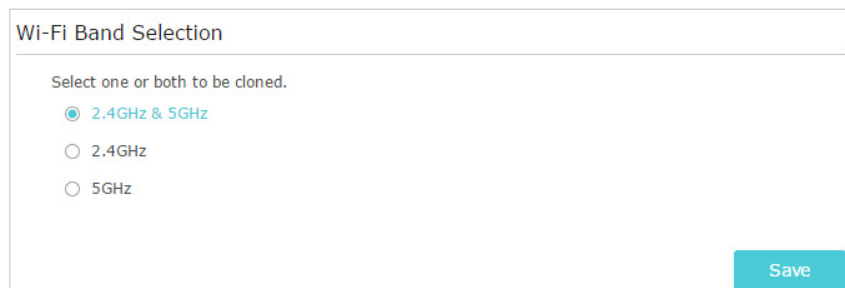 Wi-Fi Band Selection
Select one or both to be cloned.
2.4GHz & 5GHz
2.4GHz
5GHz
Save